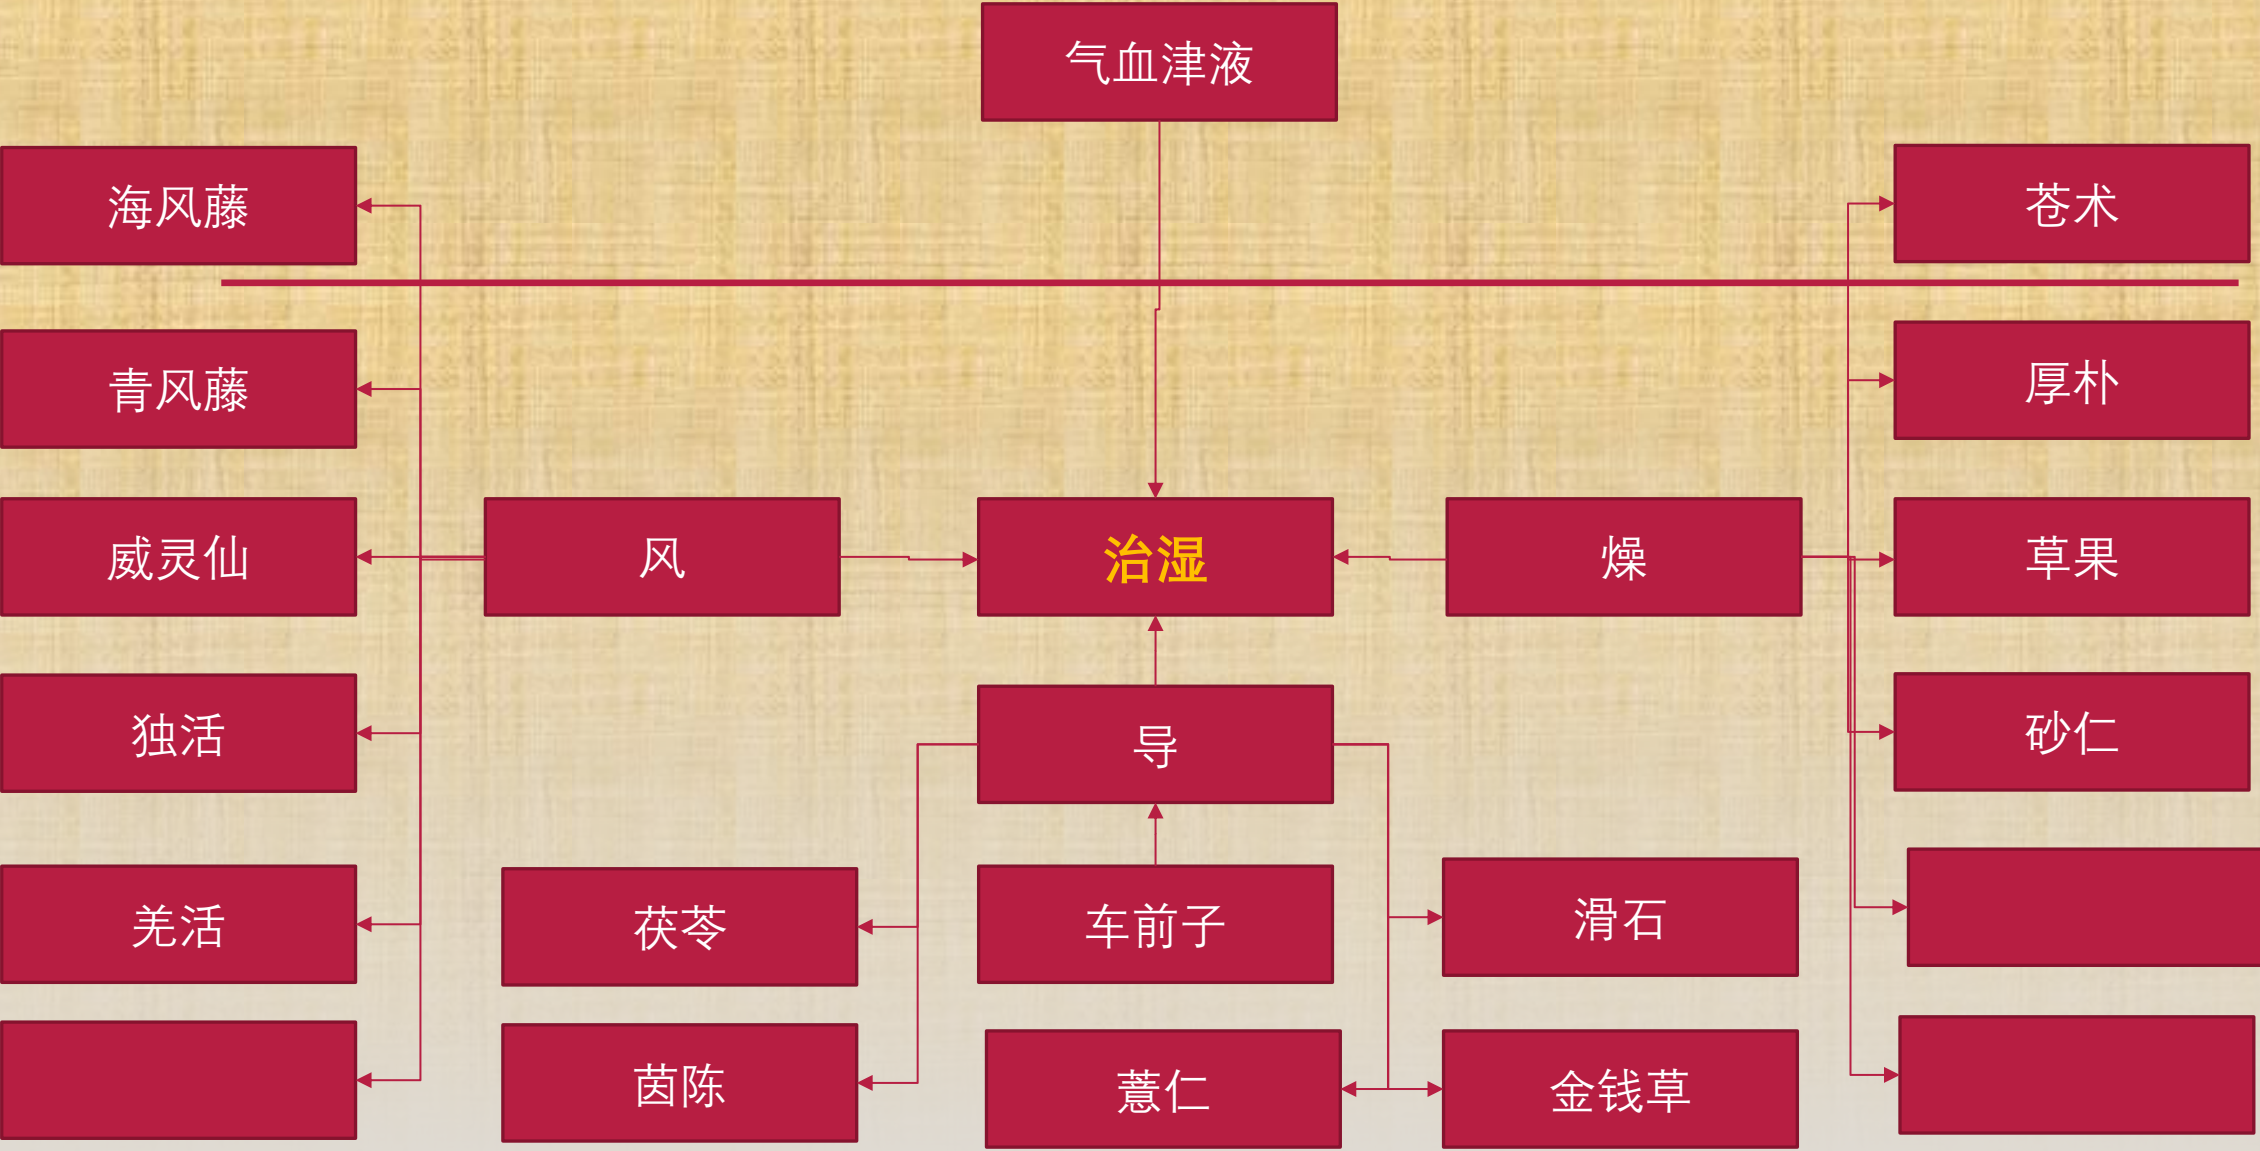 气血津液
海风藤
苍术
青风藤
厚朴
威灵仙
风
治湿
燥
草果
独活
导
砂仁
羌活
茯苓
车前子
滑石
茵陈
薏仁
金钱草